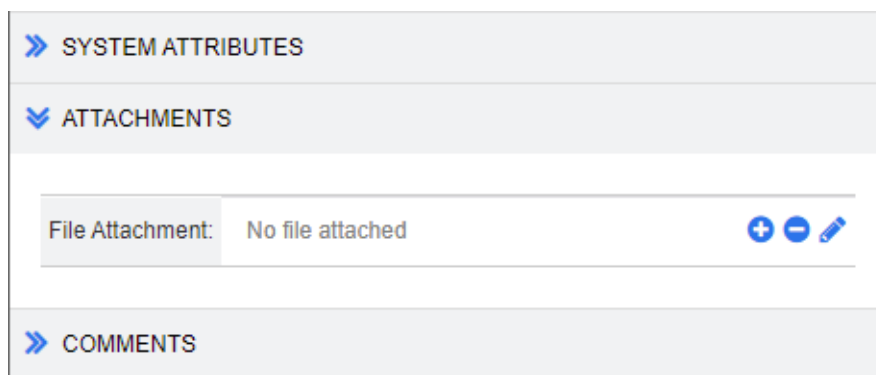 SYSTEM ATTRIBUTES
ATTACHMENTS
File Attachment: No file attached
COMMENTS